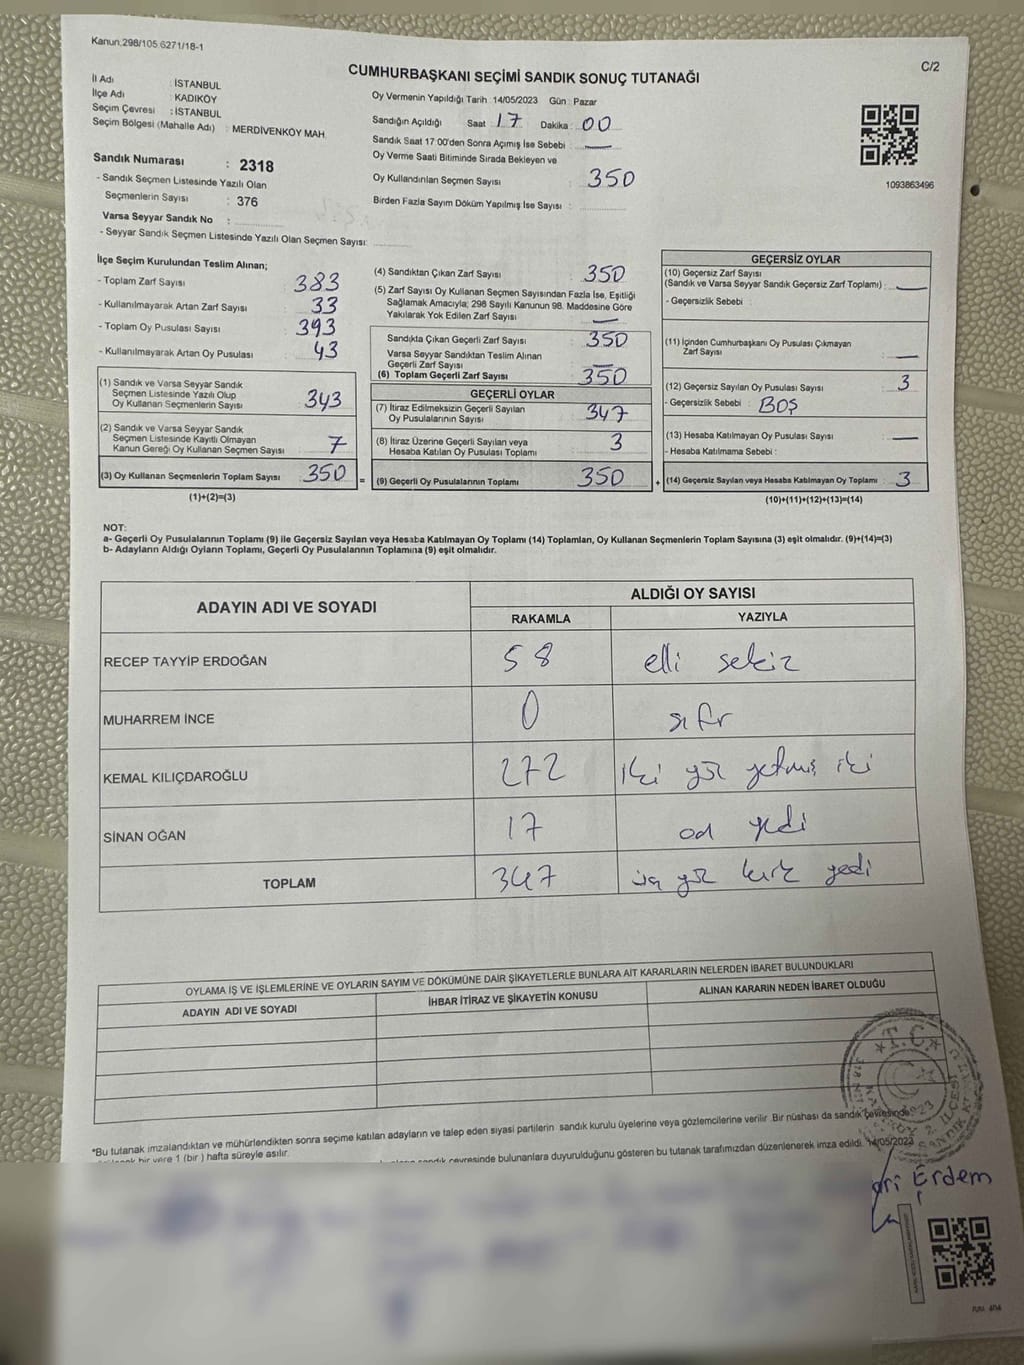 Kanun.298/105.6271/18-1
C/2
CUMHURBAŞKANI SEÇİMİ SANDIK SONUÇ TUTANAĞI
İl Adı : İSTANBUL
İlçe Adı : KADIKÖY
Seçim Çevresi : İSTANBUL
Seçim Bölgesi (Mahalle Adı) : MERDİVENKÖY MAH.
Sandık Numarası : 2318
- Sandık Seçmen Listesinde Yazılı Olan
Seçmenlerin Sayısı : 376
Varsa Seyyar Sandık No :
- Seyyar Sandık Seçmen Listesinde Yazılı Olan Seçmen Sayısı:
Oy Vermenin Yapıldığı Tarih : 14/05/2023 Gün : Pazar
Sandığın Açıldığı Saat 17 Dakika : 00
Sandık Saat 17:00'den Sonra Açımış İse Sebebi : —
Oy Verme Saati Bitiminde Sırada Bekleyen ve
Oy Kullandırılan Seçmen Sayısı : 350
Birden Fazla Sayım Döküm Yapılmış İse Sayısı :
1093863496
İlçe Seçim Kurulundan Teslim Alınan;
- Toplam Zarf Sayısı : 383
- Kullanılmayarak Artan Zarf Sayısı : 33
- Toplam Oy Pusulası Sayısı : 393
- Kullanılmayarak Artan Oy Pusulası : 43
(1) Sandık ve Varsa Seyyar Sandık
Seçmen Listesinde Yazılı Olup
Oy Kullanan Seçmenlerin Sayısı : 343
(2) Sandık ve Varsa Seyyar Sandık
Seçmen Listesinde Kayıtlı Olmayan
Kanun Gereği Oy Kullanan Seçmen Sayısı : 7
(3) Oy Kullanan Seçmenlerin Toplam Sayısı : 350 =
(1)+(2)=(3)
(4) Sandıktan Çıkan Zarf Sayısı : 350
(5) Zarf Sayısı Oy Kullanan Seçmen Sayısından Fazla İse, Eşitliği
Sağlamak Amacıyla; 298 Sayılı Kanunun 98. Maddesine Göre
Yakılarak Yok Edilen Zarf Sayısı : —
Sandıkta Çıkan Geçerli Zarf Sayısı : 350
Varsa Seyyar Sandıktan Teslim Alınan
Geçerli Zarf Sayısı : —
(6) Toplam Geçerli Zarf Sayısı : 350
GEÇERLİ OYLAR
(7) İtiraz Edilmeksizin Geçerli Sayılan
Oy Pusulalarının Sayısı : 347
(8) İtiraz Üzerine Geçerli Sayılan veya
Hesaba Katılan Oy Pusulası Toplamı : 3
(9) Geçerli Oy Pusulalarının Toplamı : 350 +
GEÇERSİZ OYLAR
(10) Geçersiz Zarf Sayısı
(Sandık ve Varsa Seyyar Sandık Geçersiz Zarf Toplamı) : —
- Geçersizlik Sebebi :
(11) İçinden Cumhurbaşkanı Oy Pusulası Çıkmayan
Zarf Sayısı : —
(12) Geçersiz Sayılan Oy Pusulası Sayısı : 3
- Geçersizlik Sebebi : BOŞ
(13) Hesaba Katılmayan Oy Pusulası Sayısı : —
- Hesaba Katılmama Sebebi :
(14) Geçersiz Sayılan veya Hesaba Katılmayan Oy Toplamı : 3
(10)+(11)+(12)+(13)=(14)
NOT:
a- Geçerli Oy Pusulalarının Toplamı (9) ile Geçersiz Sayılan veya Hesaba Katılmayan Oy Toplamı (14) Toplamları, Oy Kullanan Seçmenlerin Toplam Sayısına (3) eşit olmalıdır. (9)+(14)=(3)
b- Adayların Aldığı Oyların Toplamı, Geçerli Oy Pusulalarının Toplamına (9) eşit olmalıdır.
ADAYIN ADI VE SOYADI ALDIĞI OY SAYISI
RAKAMLA YAZIYLA
RECEP TAYYİP ERDOĞAN 58 elli sekiz
MUHARREM İNCE 0 sıfır
KEMAL KILIÇDAROĞLU 272 iki yüz yetmiş iki
SİNAN OĞAN 17 on yedi
TOPLAM 347 üç yüz kırk yedi
OYLAMA İŞ VE İŞLEMLERİNE VE OYLARIN SAYIM VE DÖKÜMÜNE DAİR ŞİKAYETLERLE BUNLARA AİT KARARLARIN NELERDEN İBARET BULUNDUKLARI
ADAYIN ADI VE SOYADI İHBAR İTİRAZ VE ŞİKAYETİN KONUSU ALINAN KARARIN NEDEN İBARET OLDUĞU
*Bu tutanak imzalandıktan ve mühürlendikten sonra seçime katılan adayların ve talep eden siyasi partilerin sandık kurulu üyelerine veya gözlemcilerine verilir. Bir nüshası da sandık çevresinde
bir yere 1 (bir) hafta süreyle asılır.
sandık çevresinde bulunanlara duyurulduğunu gösteren bu tutanak tarafımızdan düzenlenerek imza edildi. 14/05/2023
T.C.
Erdem